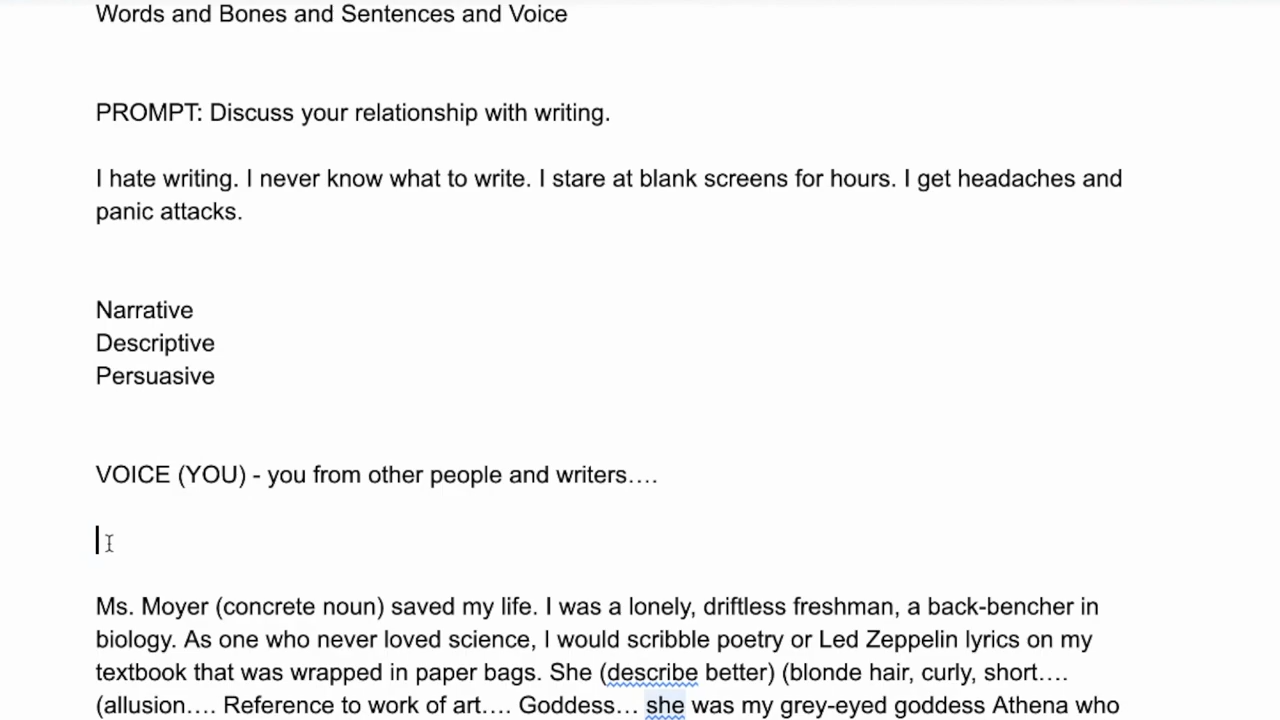 Words and Bones and Sentences and Voice
PROMPT: Discuss your relationship with writing.
I hate writing. I never know what to write. I stare at blank screens for hours. I get headaches and
panic attacks.
Narrative
Descriptive
Persuasive
VOICE (YOU) - you from other people and writers….
Ms. Moyer (concrete noun) saved my life. I was a lonely, driftless freshman, a back-bencher in
biology. As one who never loved science, I would scribble poetry or Led Zeppelin lyrics on my
textbook that was wrapped in paper bags. She (describe better) (blonde hair, curly, short….
(allusion…. Reference to work of art…. Goddess… she was my grey-eyed goddess Athena who